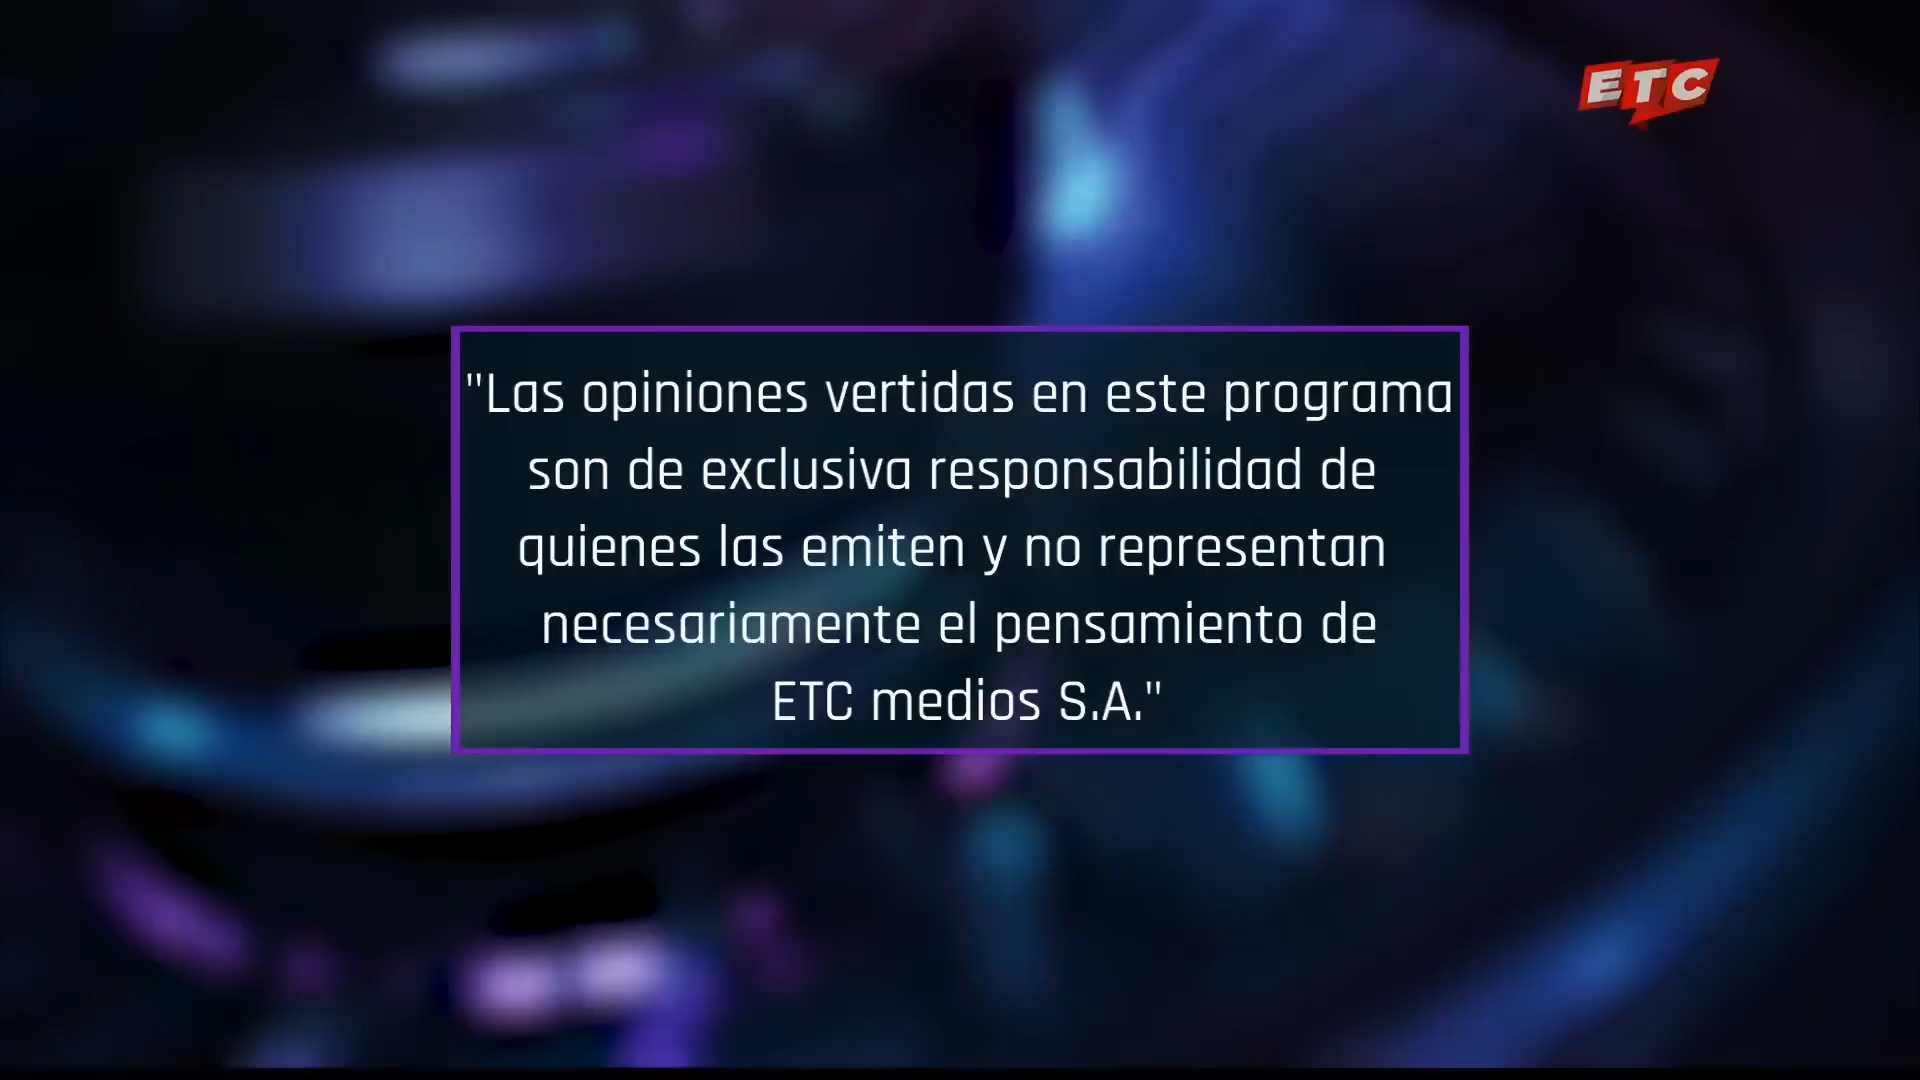 ETC
"Las opiniones vertidas en este programa
son de exclusiva responsabilidad de
quienes las emiten y no representan
necesariamente el pensamiento de
ETC medios S.A."